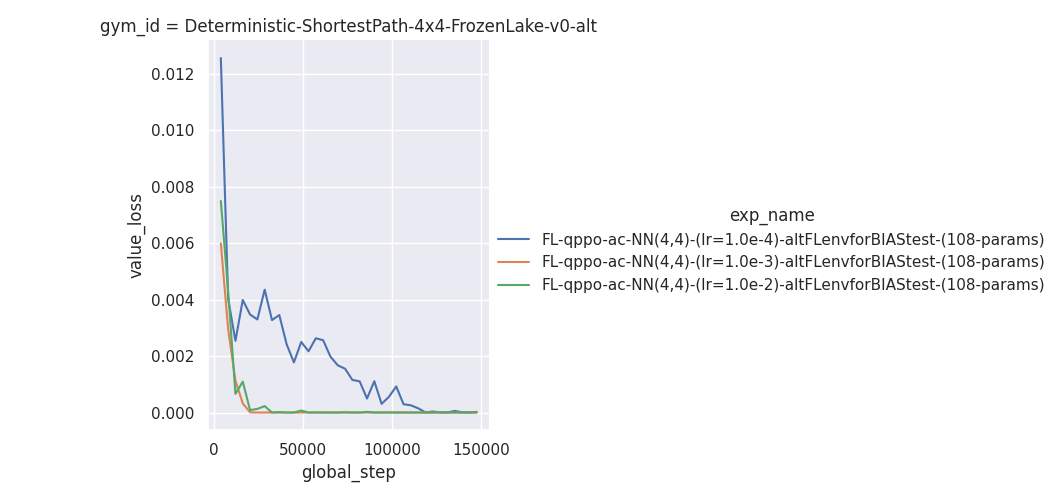 gym_id = Deterministic-ShortestPath-4x4-FrozenLake-v0-alt
0.012
0.010
0.008
0.006
0.004
0.002
0.000
value_loss
0
50000
100000
150000
global_step
exp_name
FL-qppo-ac-NN(4,4)-(lr=1.0e-4)-altFLenvforBIAStest-(108-params)
FL-qppo-ac-NN(4,4)-(lr=1.0e-3)-altFLenvforBIAStest-(108-params)
FL-qppo-ac-NN(4,4)-(lr=1.0e-2)-altFLenvforBIAStest-(108-params)